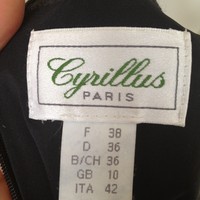 Cyrillus
PARIS
F 38
D 36
B/CH 36
GB 10
ITA 42